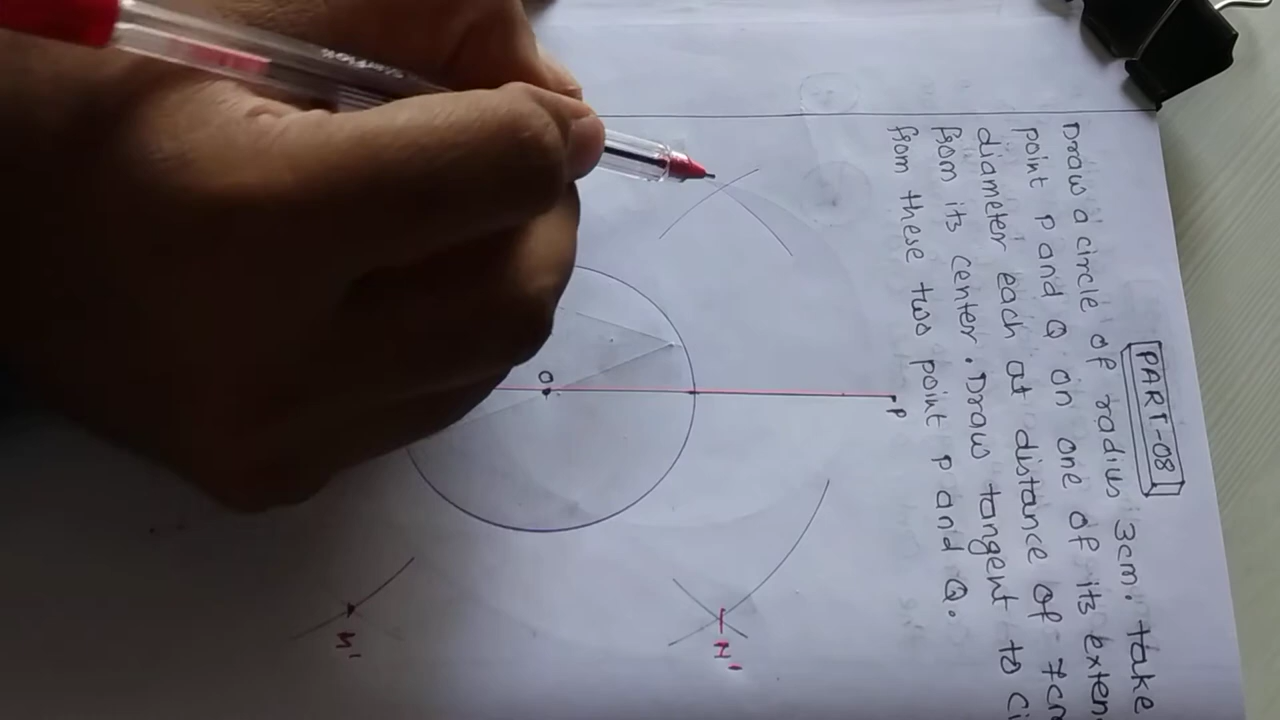 PART-08
Draw a circle of radius 3cm. take
point P and Q on one of its exten
diameter each at distance of 7cm
from its center. Draw tangent to ci
from these two point P and Q.
P
O
N'
M'